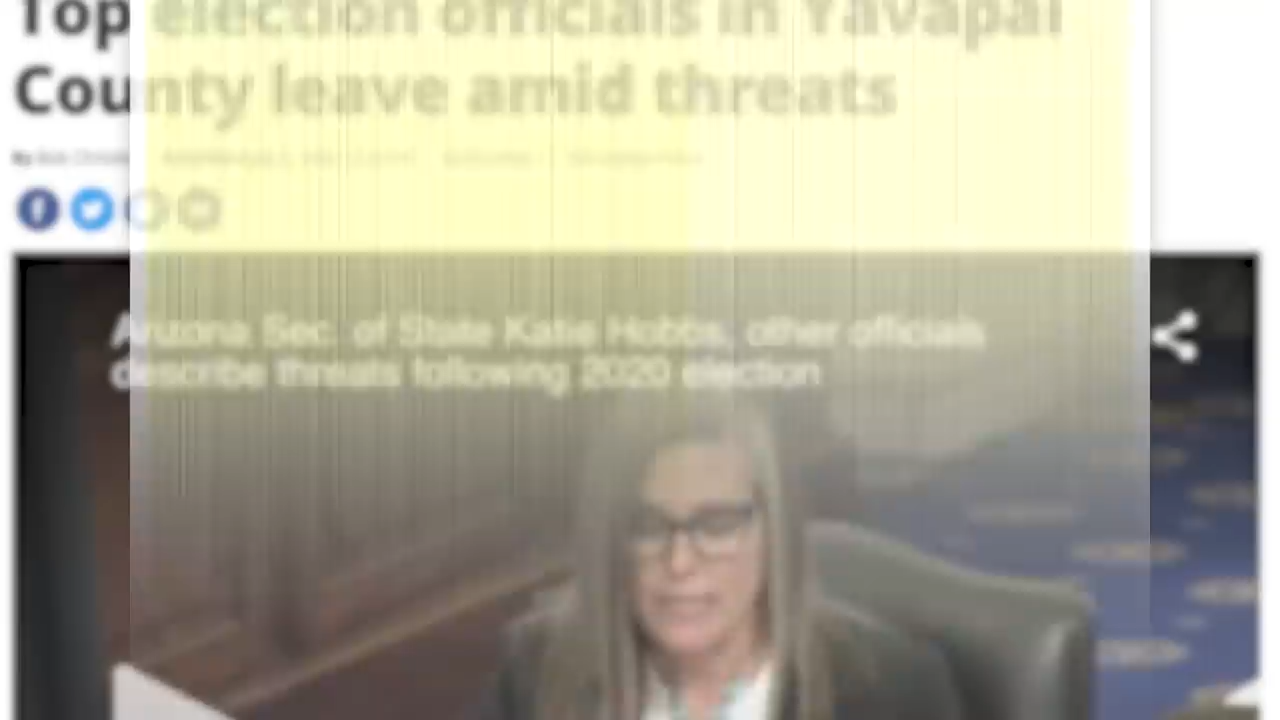 Top election officials in Yavapai
County leave amid threats
By
Arizona Sec. of State Katie Hobbs, other officials
describe threats following 2020 election